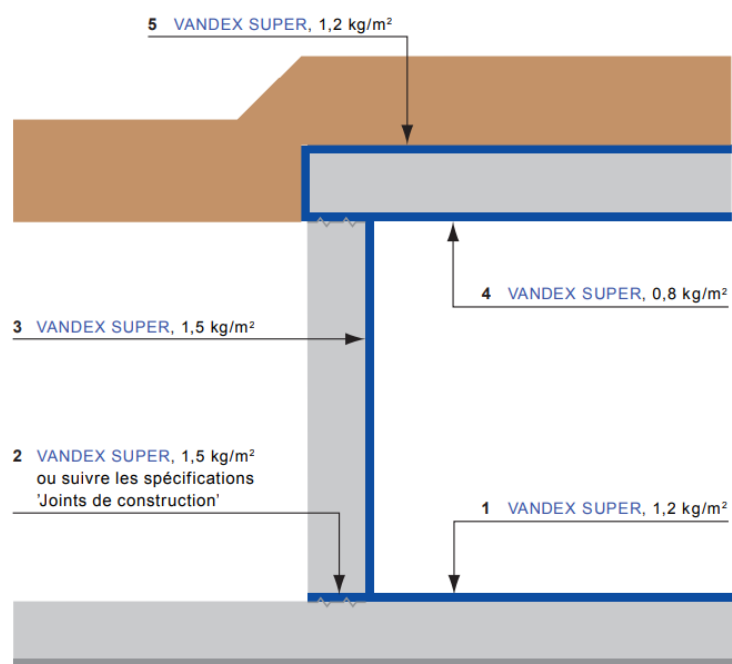 5 VANDEX SUPER, 1,2 kg/m²
4 VANDEX SUPER, 0,8 kg/m²
3 VANDEX SUPER, 1,5 kg/m²
2 VANDEX SUPER, 1,5 kg/m²
ou suivre les spécifications
’Joints de construction’
1 VANDEX SUPER, 1,2 kg/m²